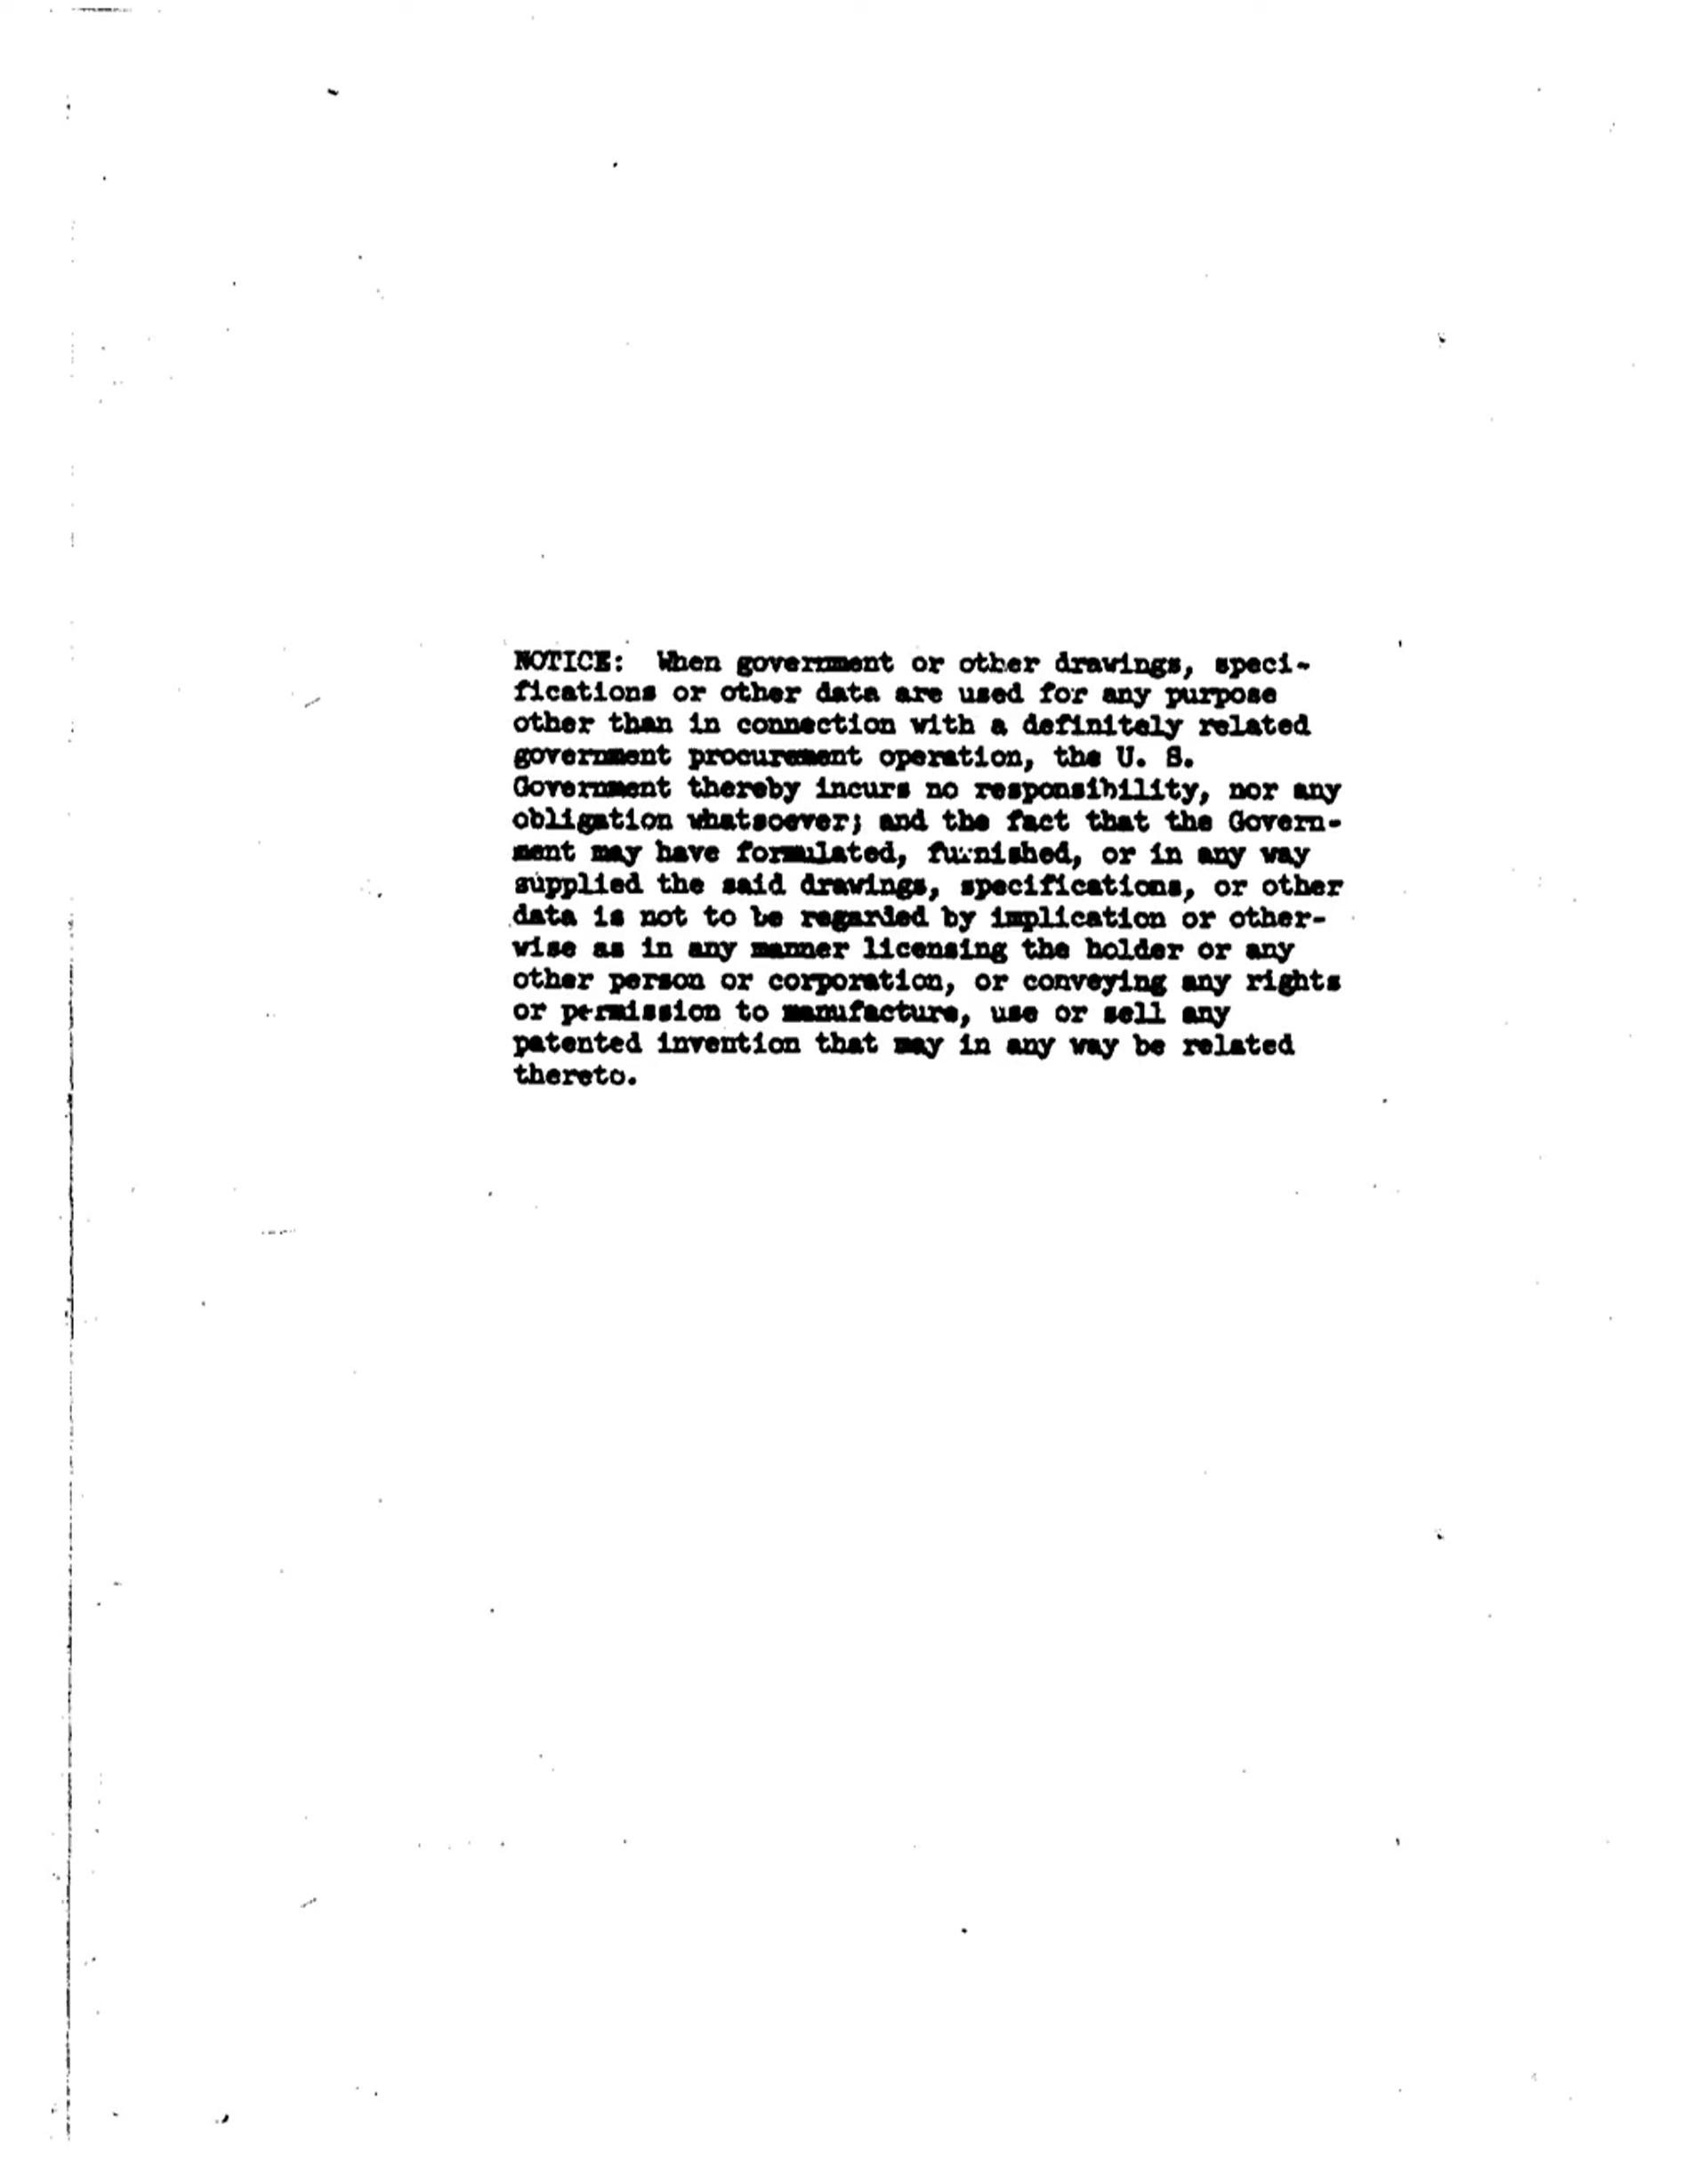 NOTICE: When government or other drawings, speci-
fications or other data are used for any purpose
other than in connection with a definitely related
government procurement operation, the U. S.
Government thereby incurs no responsibility, nor any
obligation whatsoever; and the fact that the Govern-
ment may have formulated, furnished, or in any way
supplied the said drawings, specifications, or other
data is not to be regarded by implication or other-
wise as in any manner licensing the holder or any
other person or corporation, or conveying any rights
or permission to manufacture, use or sell any
patented invention that may in any way be related
thereto.